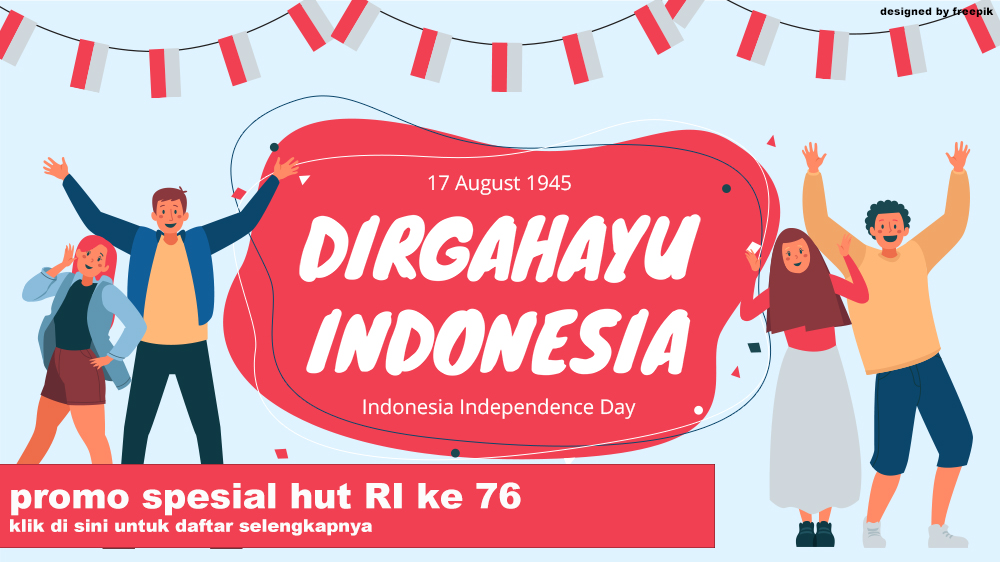 designed by freepik
17 August 1945
DIRGAHAYU
INDONESIA
Indonesia Independence Day
promo spesial hut RI ke 76
klik di sini untuk daftar selengkapnya